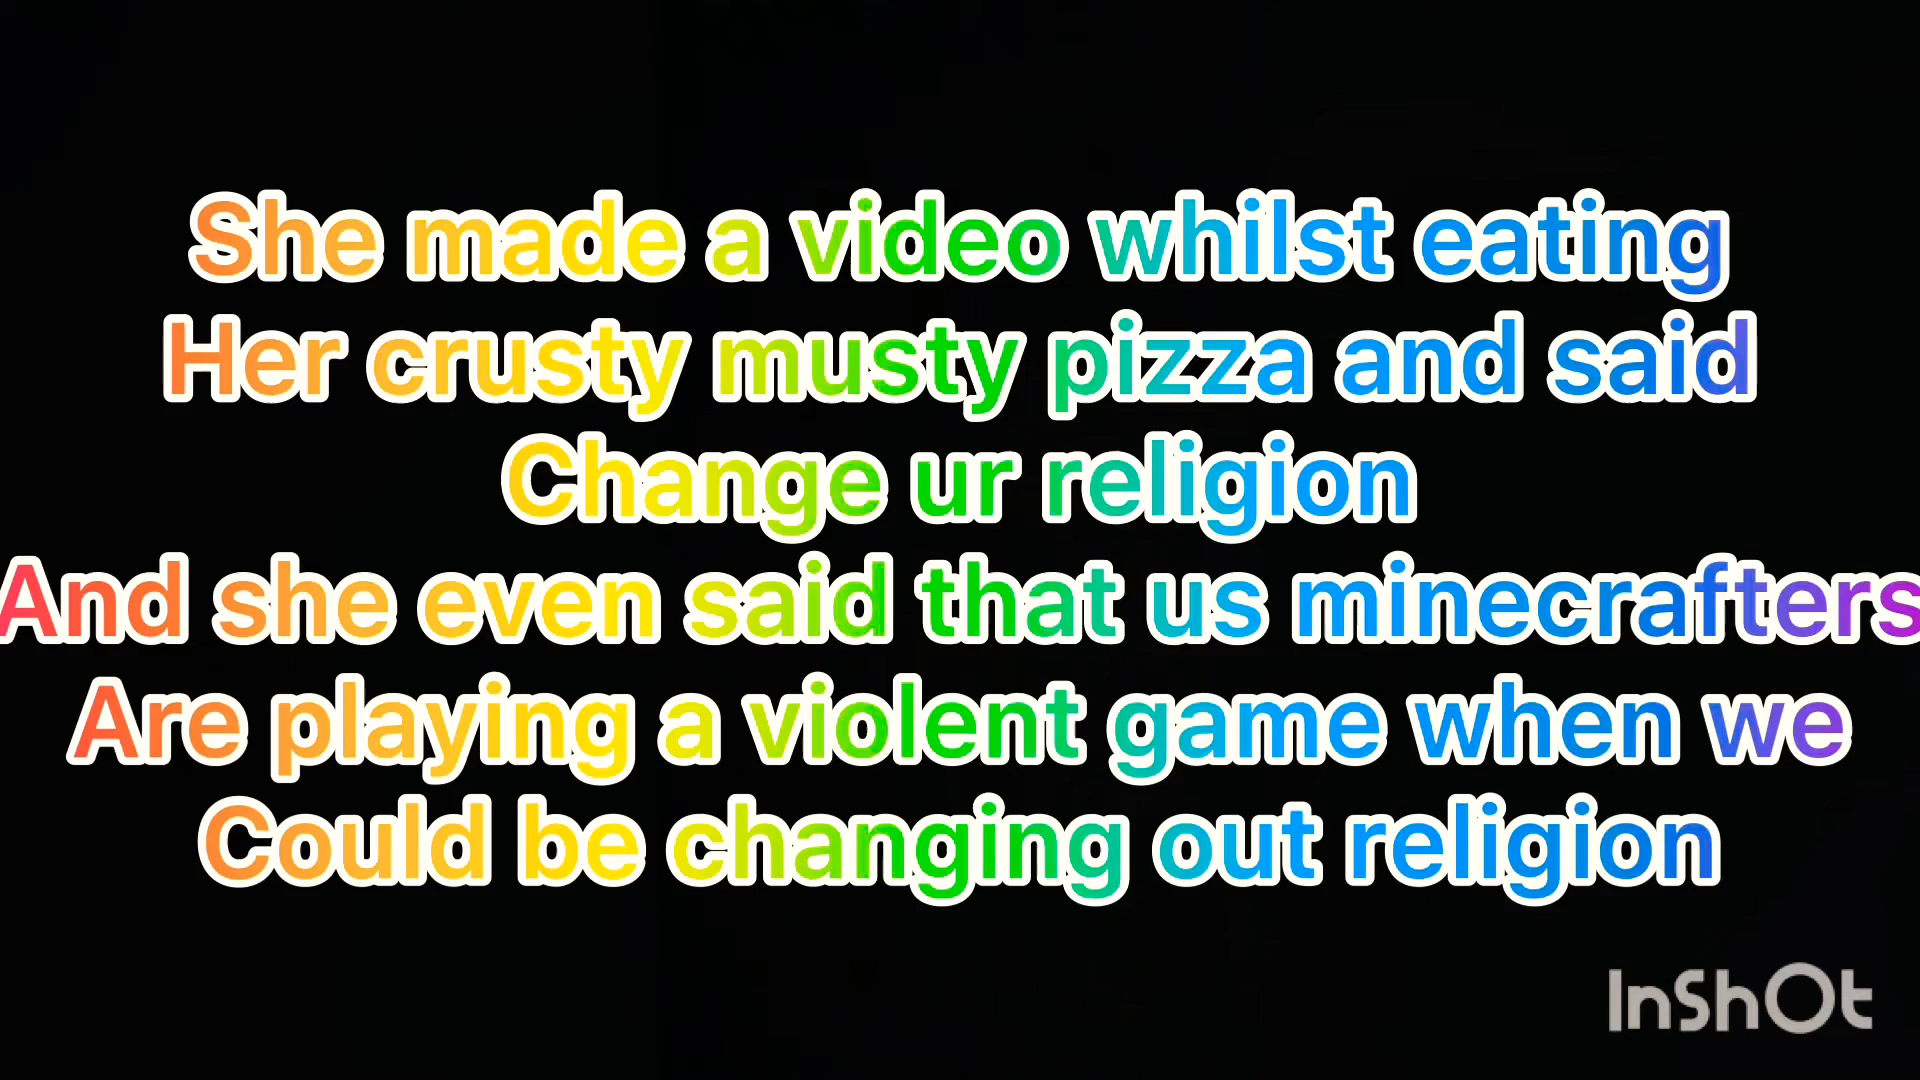 She made a video whilst eating
Her crusty musty pizza and said
Change ur religion
And she even said that us minecrafters
Are playing a violent game when we
Could be changing out religion
InShOt